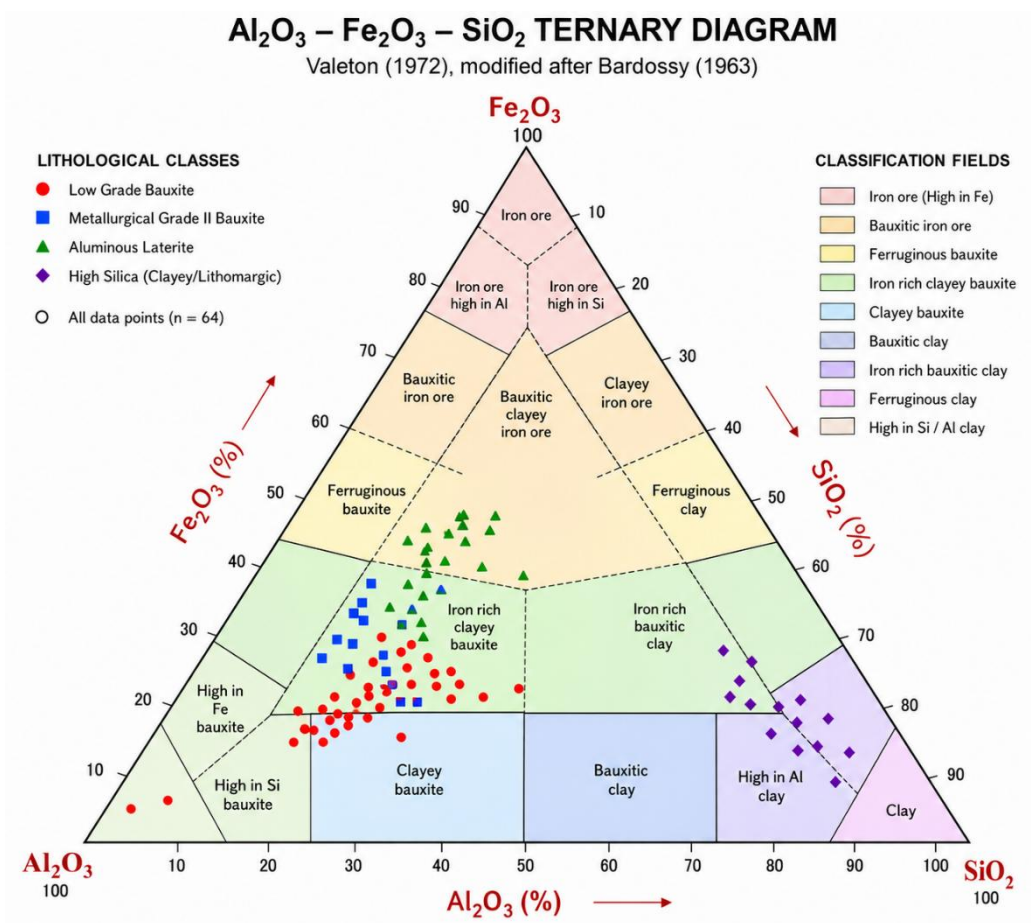 Al₂O₃ – Fe₂O₃ – SiO₂ TERNARY DIAGRAM
Valeton (1972), modified after Bardossy (1963)
Fe₂O₃
100
LITHOLOGICAL CLASSES
Low Grade Bauxite
Metallurgical Grade II Bauxite
Aluminous Laterite
High Silica (Clayey/Lithomargic)
All data points (n = 64)
CLASSIFICATION FIELDS
Iron ore (High in Fe)
Bauxitic iron ore
Ferruginous bauxite
Iron rich clayey bauxite
Clayey bauxite
Bauxitic clay
Iron rich bauxitic clay
Ferruginous clay
High in Si / Al clay
90
80
70
60
50
40
30
20
10
Fe₂O₃ (%)
10
20
30
40
50
60
70
80
90
SiO₂ (%)
Iron ore
Iron ore
high in Al
Iron ore
high in Si
Bauxitic
iron ore
Bauxitic
clayey
iron ore
Clayey
iron ore
Ferruginous
bauxite
Ferruginous
clay
Iron rich
clayey
bauxite
Iron rich
bauxitic
clay
High in
Fe
bauxite
High in Si
bauxite
Clayey
bauxite
Bauxitic
clay
High in Al
clay
Clay
Al₂O₃
100
10
20
30
40
50
60
70
80
90
100
SiO₂
100
Al₂O₃ (%)